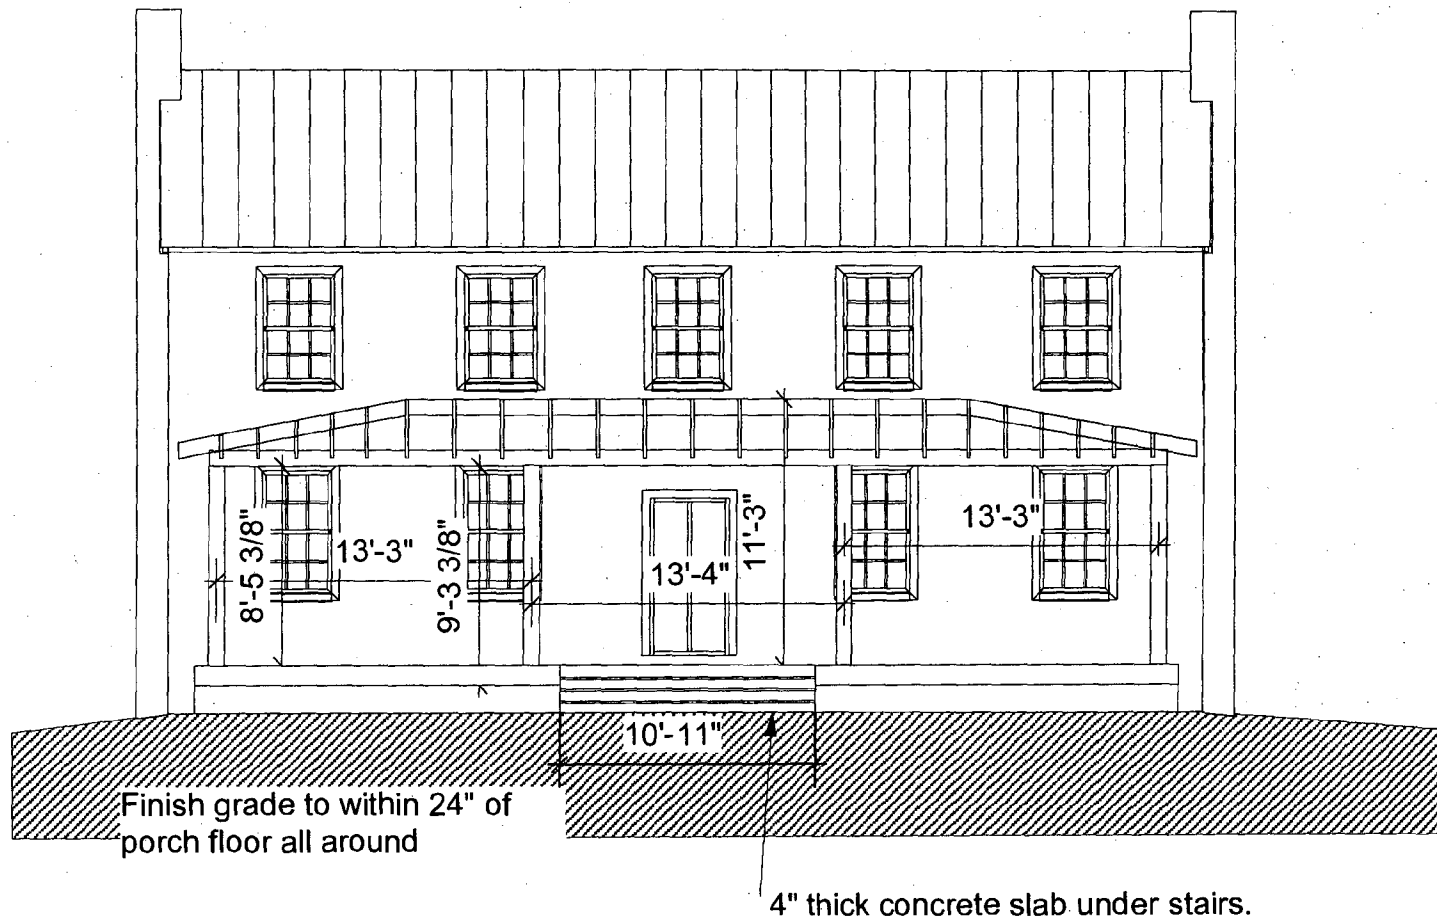 8'-5 3/8"
13'-3"
9'-3 3/8"
13'-4"
11'-3"
13'-3"
10'-11"
Finish grade to within 24" of
porch floor all around
4" thick concrete slab under stairs.